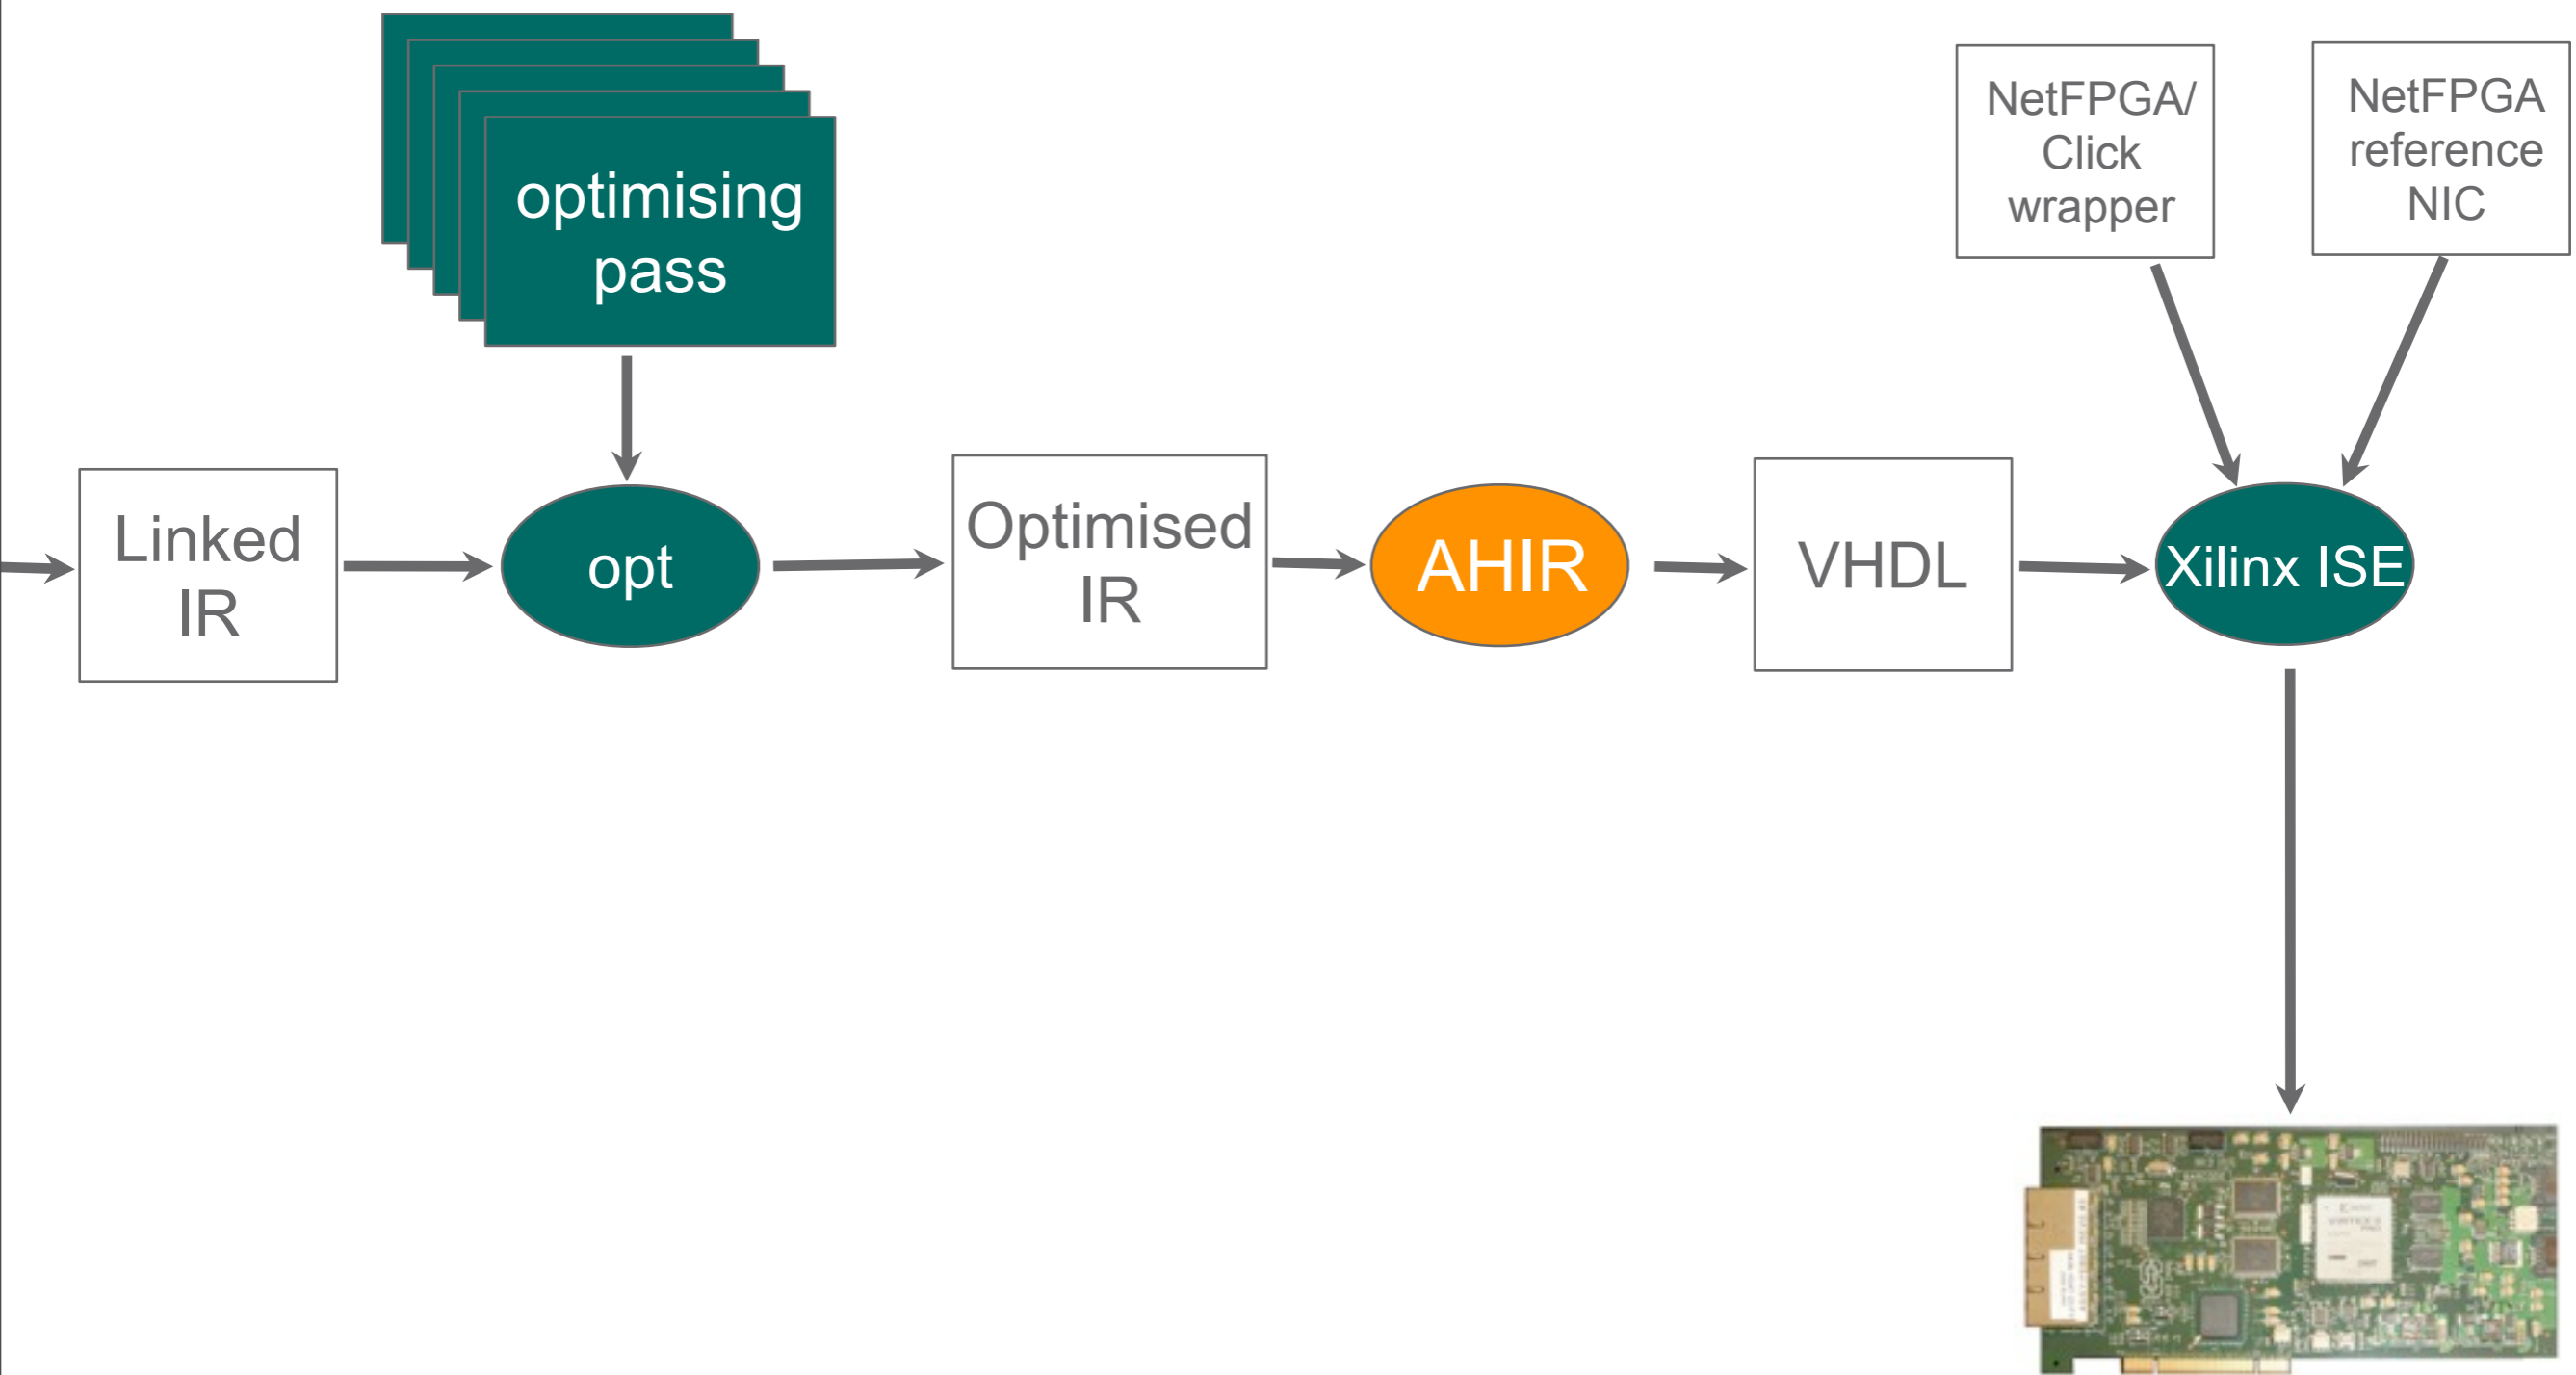 optimising
pass
NetFPGA/
Click
wrapper
NetFPGA
reference
NIC
Linked
IR
opt
Optimised
IR
AHIR
VHDL
Xilinx ISE